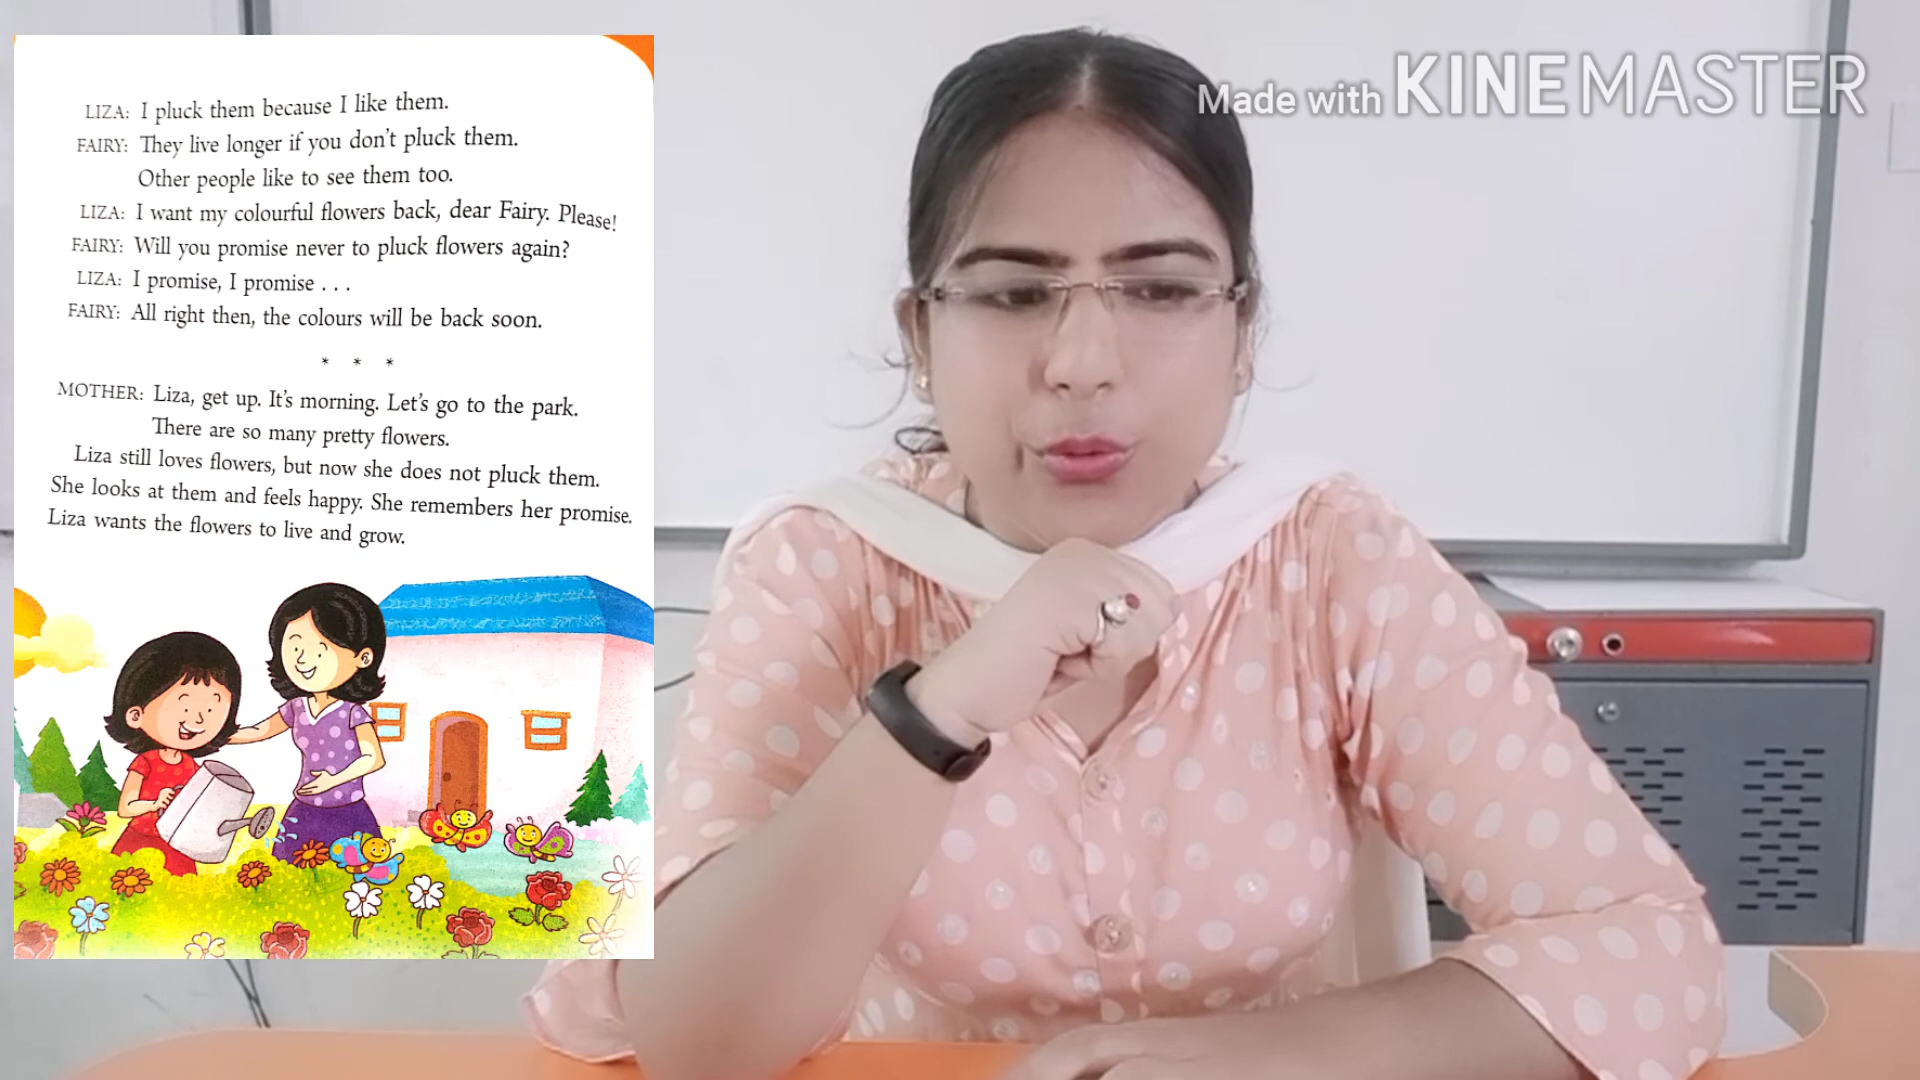 LIZA: I pluck them because I like them.
FAIRY: They live longer if you don't pluck them.
Other people like to see them too.
LIZA: I want my colourful flowers back, dear Fairy. Please!
FAIRY: Will you promise never to pluck flowers again?
LIZA: I promise, I promise . . .
FAIRY: All right then, the colours will be back soon.
* * *
MOTHER: Liza, get up. It's morning. Let's go to the park.
There are so many pretty flowers.
Liza still loves flowers, but now she does not pluck them.
She looks at them and feels happy. She remembers her promise.
Liza wants the flowers to live and grow.
Made with KINEMASTER